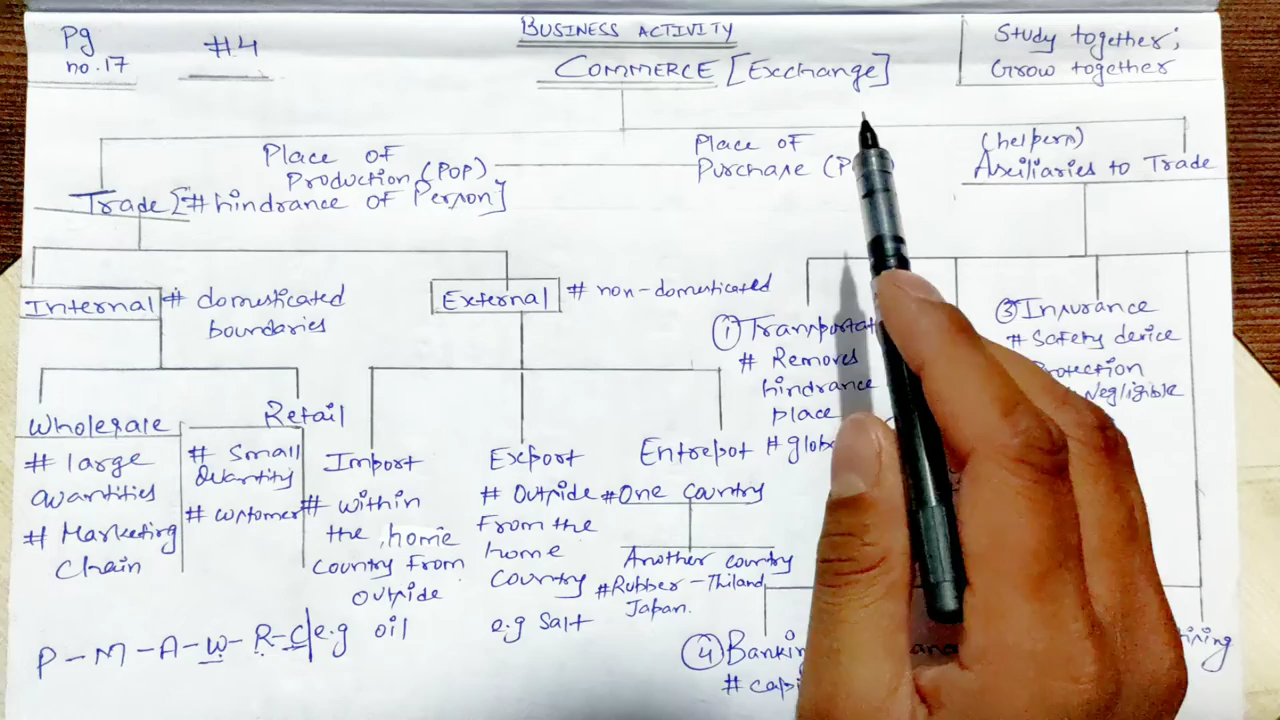 Pg
no.17
#4
BUSINESS ACTIVITY
COMMERCE [Exchange]
Study together;
Grow together
Place of
Production (POP)
Place of
Purchase (P
(helpers)
Auxiliaries to Trade
Trade [# hindrance of Person]
Internal # domesticated
boundaries
External # non-domesticated
Wholesale
# large
quantities
# Marketing
Chain
Retail
# Small
Quantity
# customer
Import
# within
the home
country from
outside
e.g oil
Export
# Outside
From the
home
country
e.g Salt
Entrepot
# One Country
Another country
# Rubber - Thiland
Japan.
P - M - A - W - R - C
① Transportat
# Removes
hindrance
place
# glob
③ Insurance
# Safety device
Protection
Negligible
④ Bankin
# capi